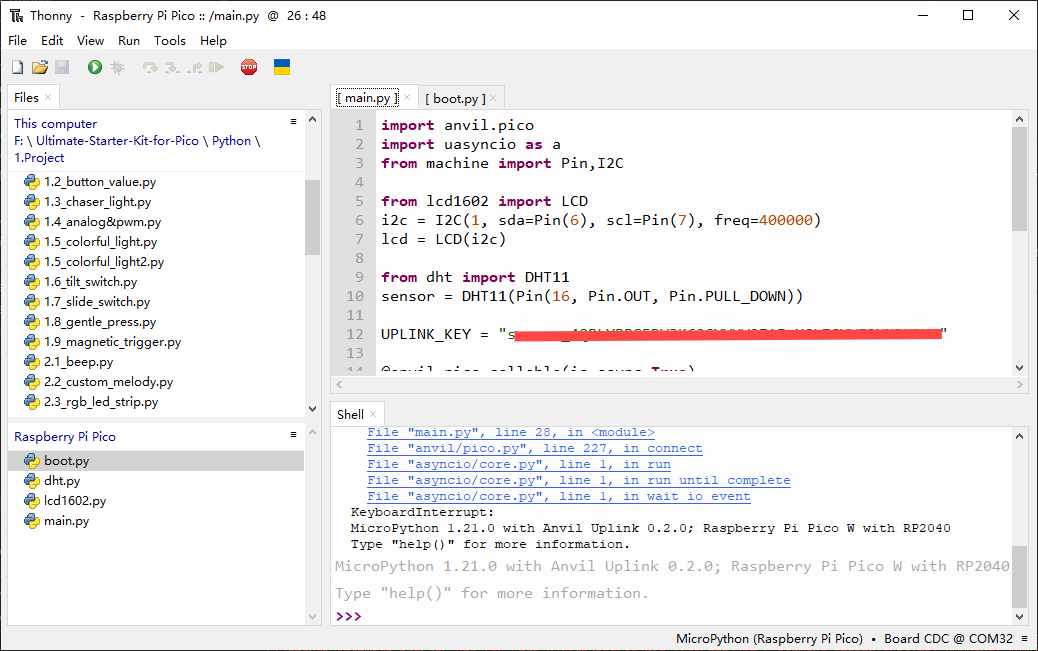 Thonny - Raspberry Pi Pico :: /main.py @ 26 : 48
File Edit View Run Tools Help
STOP
Files
This computer
F: \ Ultimate-Starter-Kit-for-Pico \ Python \
1.Project
1.2_button_value.py
1.3_chaser_light.py
1.4_analog&pwm.py
1.5_colorful_light.py
1.5_colorful_light2.py
1.6_tilt_switch.py
1.7_slide_switch.py
1.8_gentle_press.py
1.9_magnetic_trigger.py
2.1_beep.py
2.2_custom_melody.py
2.3_rgb_led_strip.py
Raspberry Pi Pico
boot.py
dht.py
lcd1602.py
main.py
[ main.py ] [ boot.py ]
1 import anvil.pico
2 import uasyncio as a
3 from machine import Pin,I2C
4
5 from lcd1602 import LCD
6 i2c = I2C(1, sda=Pin(6), scl=Pin(7), freq=400000)
7 lcd = LCD(i2c)
8
9 from dht import DHT11
10 sensor = DHT11(Pin(16, Pin.OUT, Pin.PULL_DOWN))
11
12 UPLINK_KEY = "s "
13
14 @anvil.pico.callable(is_async=True)
Shell
File "main.py", line 28, in <module>
File "anvil/pico.py", line 227, in connect
File "asyncio/core.py", line 1, in run
File "asyncio/core.py", line 1, in run_until_complete
File "asyncio/core.py", line 1, in wait_io_event
KeyboardInterrupt:
MicroPython 1.21.0 with Anvil Uplink 0.2.0; Raspberry Pi Pico W with RP2040
Type "help()" for more information.
MicroPython 1.21.0 with Anvil Uplink 0.2.0; Raspberry Pi Pico W with RP2040
Type "help()" for more information.
>>>
MicroPython (Raspberry Pi Pico) • Board CDC @ COM32